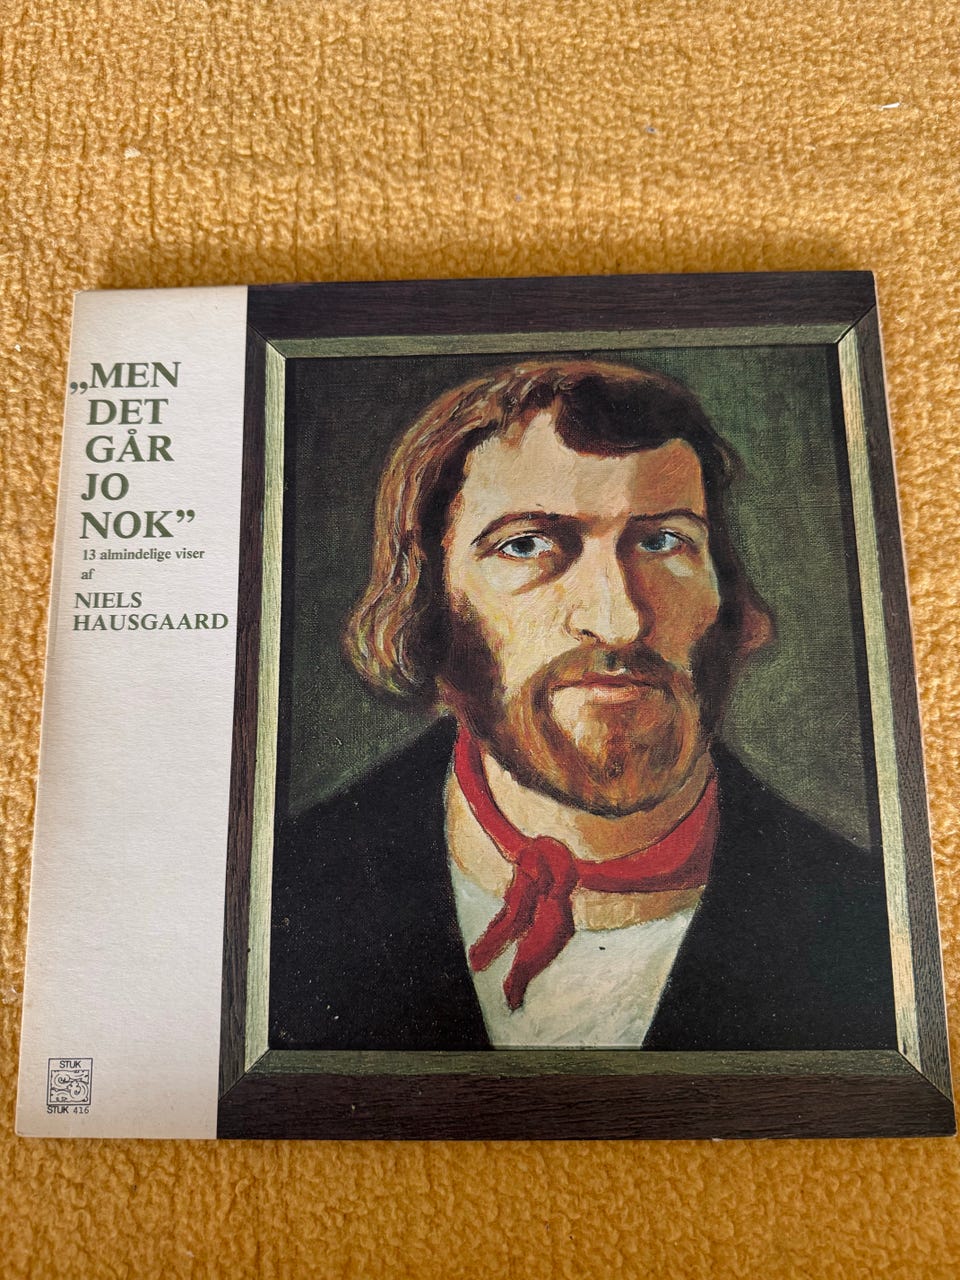 „MEN
DET
GÅR
JO
NOK”
13 almindelige viser
af
NIELS
HAUSGAARD
STUK
STUK 416